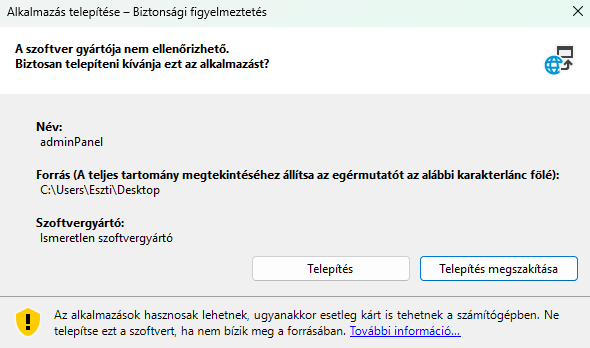 Alkalmazás telepítése – Biztonsági figyelmeztetés
A szoftver gyártója nem ellenőrizhető.
Biztosan telepíteni kívánja ezt az alkalmazást?
Név:
adminPanel
Forrás (A teljes tartomány megtekintéséhez állítsa az egérmutatót az alábbi karakterlánc fölé):
C:\Users\Eszti\Desktop
Szoftvergyártó:
Ismeretlen szoftvergyártó
Telepítés
Telepítés megszakítása
Az alkalmazások hasznosak lehetnek, ugyanakkor esetleg kárt is tehetnek a számítógépben. Ne
telepítse ezt a szoftvert, ha nem bízik meg a forrásában. További információ...